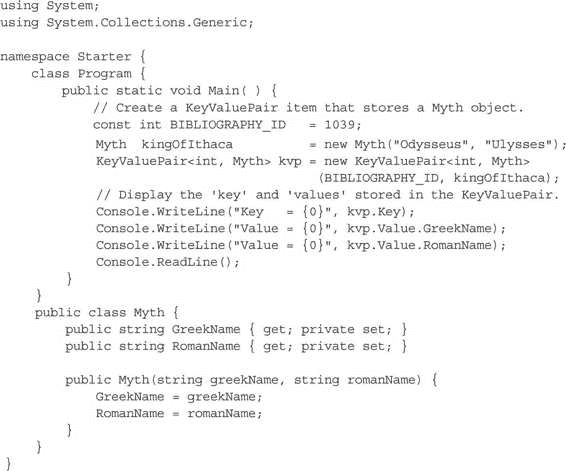 using System;
using System.Collections.Generic;

namespace Starter {
    class Program {
        public static void Main( ) {
            // Create a KeyValuePair item that stores a Myth object.
            const int BIBLIOGRAPHY_ID   = 1039;
            Myth  kingOfIthaca          = new Myth("Odysseus", "Ulysses");
            KeyValuePair<int, Myth> kvp = new KeyValuePair<int, Myth>
                                          (BIBLIOGRAPHY_ID, kingOfIthaca);
            // Display the 'key' and 'values' stored in the KeyValuePair.
            Console.WriteLine("Key   = {0}", kvp.Key);
            Console.WriteLine("Value = {0}", kvp.Value.GreekName);
            Console.WriteLine("Value = {0}", kvp.Value.RomanName);
            Console.ReadLine();
        }
    }
    public class Myth {
        public string GreekName { get; private set; }
        public string RomanName { get; private set; }

        public Myth(string greekName, string romanName) {
            GreekName = greekName;
            RomanName = romanName;
        }
    }
}